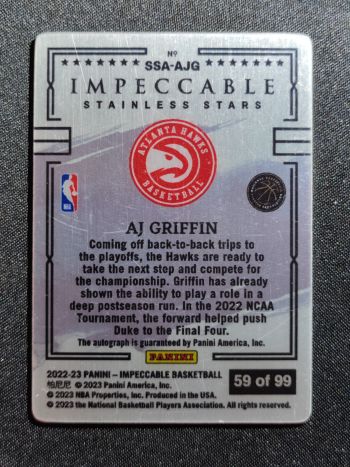 Nº
SSA-AJG
IMPECCABLE
STAINLESS STARS
ATLANTA HAWKS
BASKETBALL
NBA
AJ GRIFFIN
Coming off back-to-back trips to
the playoffs, the Hawks are ready to
take the next step and compete for
the championship. Griffin has already
shown the ability to play a role in a
deep postseason run. In the 2022 NCAA
Tournament, the forward helped push
Duke to the Final Four.
The autograph is guaranteed by Panini America, Inc.
PANINI
2022-23 PANINI – IMPECCABLE BASKETBALL
帕尼尼 © 2023 Panini America, Inc.
© 2023 NBA Properties, Inc. Produced in the USA.
© 2023 the National Basketball Players Association. All rights reserved.
59 of 99